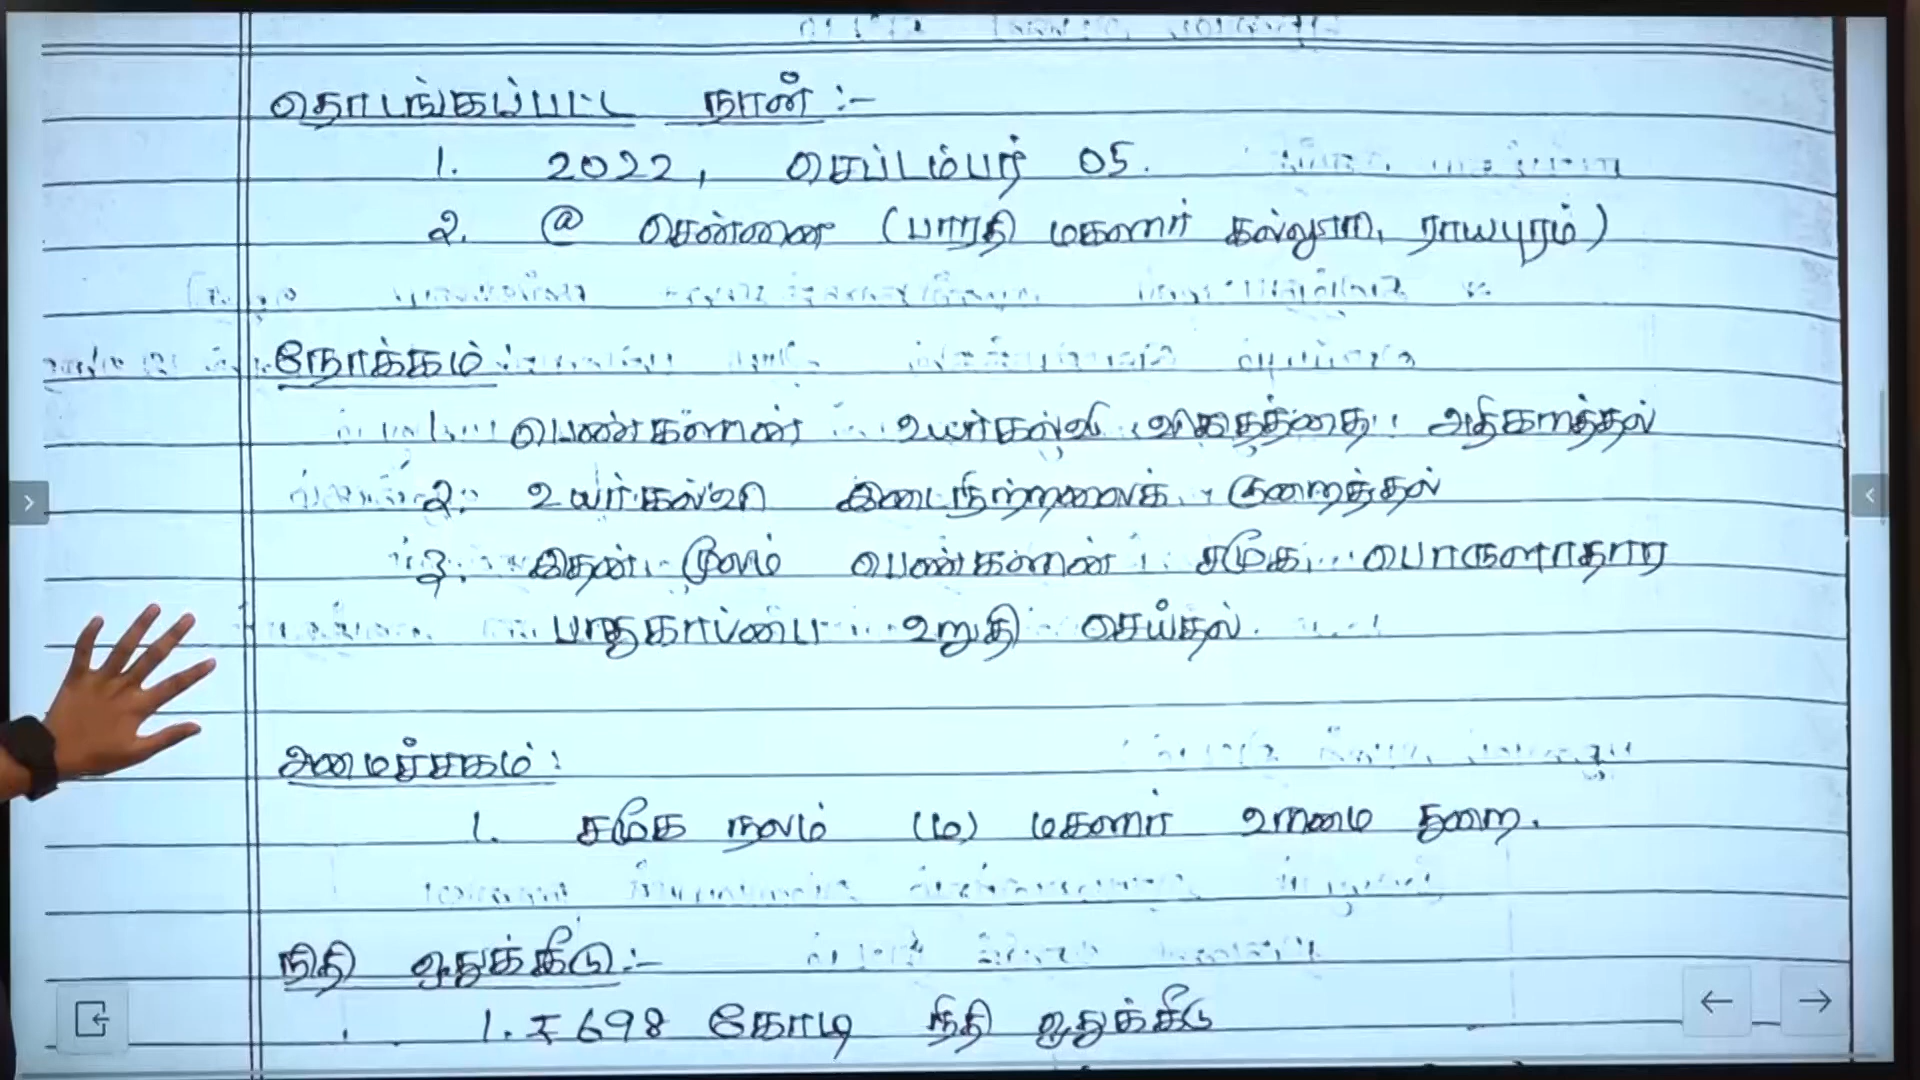 தொடங்கப்பட்ட நாள் :-
1. 2022, செப்டம்பர் 05.
2. @ சென்னை (பாரதி மகளிர் கல்லூரி, ராயபுரம்)
நோக்கம்
1. பெண்களின் உயர்கல்வி விகிதத்தை அதிகரித்தல்
2. உயர்கல்வி இடைநிற்றலைக் குறைத்தல்
3. இதன் மூலம் பெண்களின் சமூக, பொருளாதார
பாதுகாப்பை உறுதி செய்தல்.
அமைச்சகம் :
1. சமூக நலம் (ம) மகளிர் உரிமை துறை.
நிதி ஒதுக்கீடு :-
1. ₹ 698 கோடி நிதி ஒதுக்கீடு